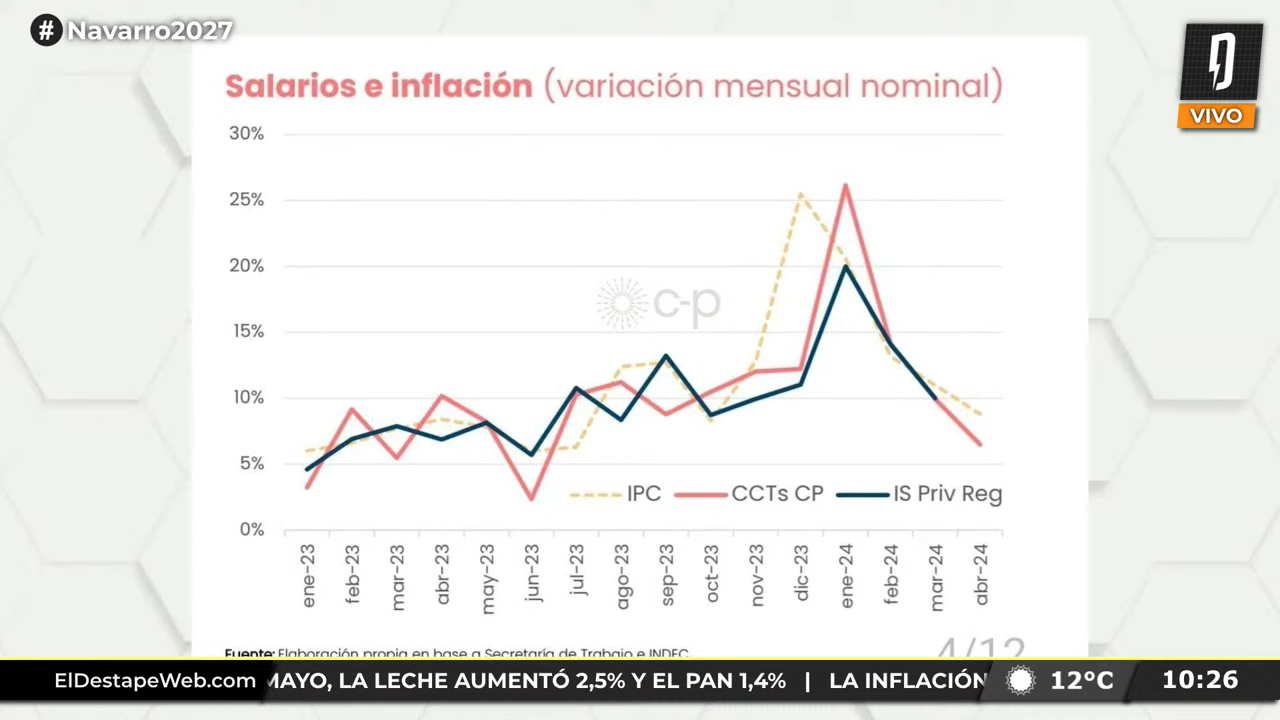 # Navarro2027
VIVO
Salarios e inflación (variación mensual nominal)
30%
25%
20%
15%
10%
5%
0%
c-p
IPC
CCTs CP
IS Priv Reg
ene-23
feb-23
mar-23
abr-23
may-23
jun-23
jul-23
ago-23
sep-23
oct-23
nov-23
dic-23
ene-24
feb-24
mar-24
abr-24
Fuente: Elaboración propia en base a Secretaría de Trabajo e INDEC
4/12
ElDestapeWeb.com MAYO, LA LECHE AUMENTÓ 2,5% Y EL PAN 1,4% | LA INFLACIÓN 12°C 10:26